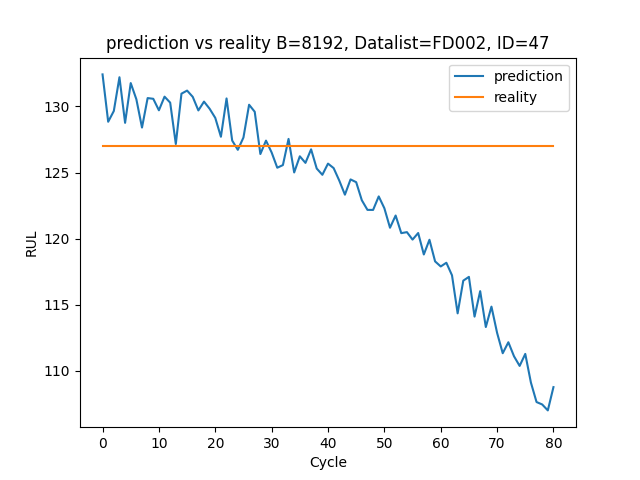 prediction vs reality B=8192, Datalist=FD002, ID=47
prediction
reality
130
125
120
115
110
RUL
0 10 20 30 40 50 60 70 80
Cycle